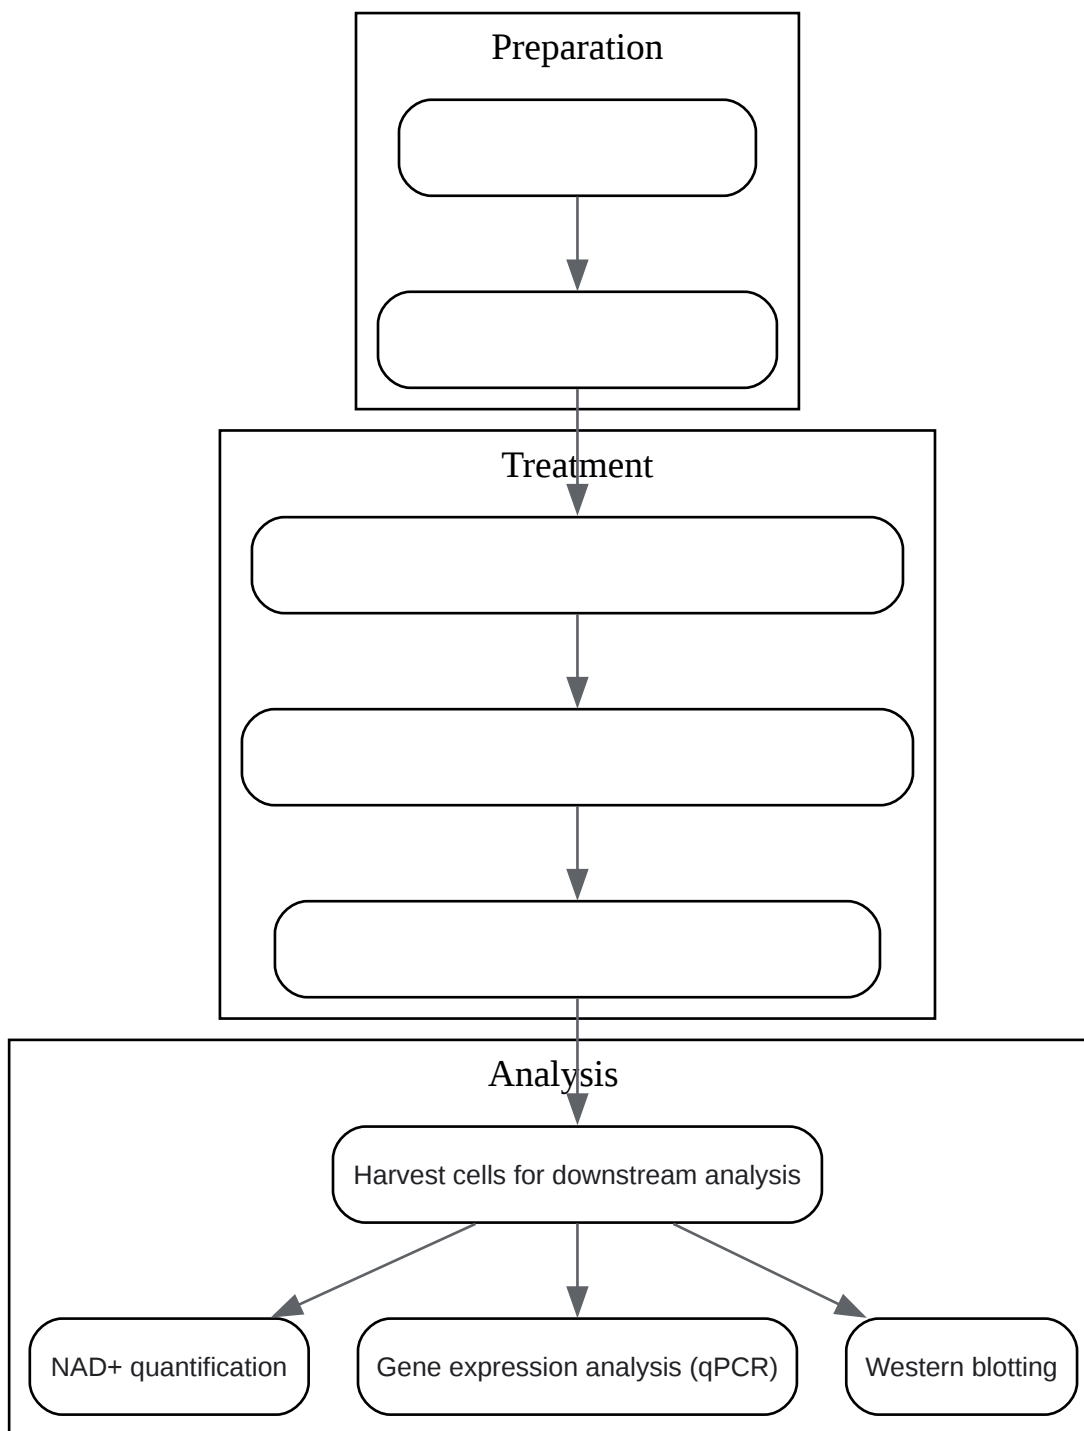 Preparation
Treatment
Analysis
Harvest cells for downstream analysis
NAD+ quantification
Gene expression analysis (qPCR)
Western blotting